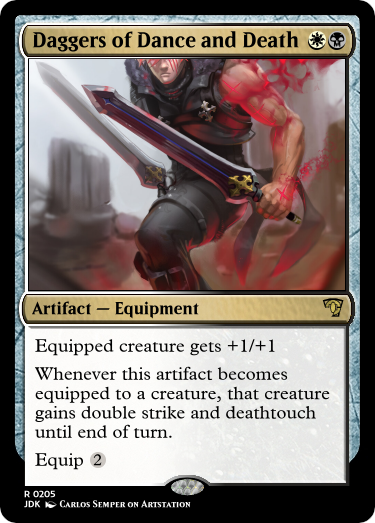 Daggers of Dance and Death
Artifact — Equipment
Equipped creature gets +1/+1
Whenever this artifact becomes
equipped to a creature, that creature
gains double strike and deathtouch
until end of turn.
Equip 2
R 0205
JDK Carlos Semper on Artstation